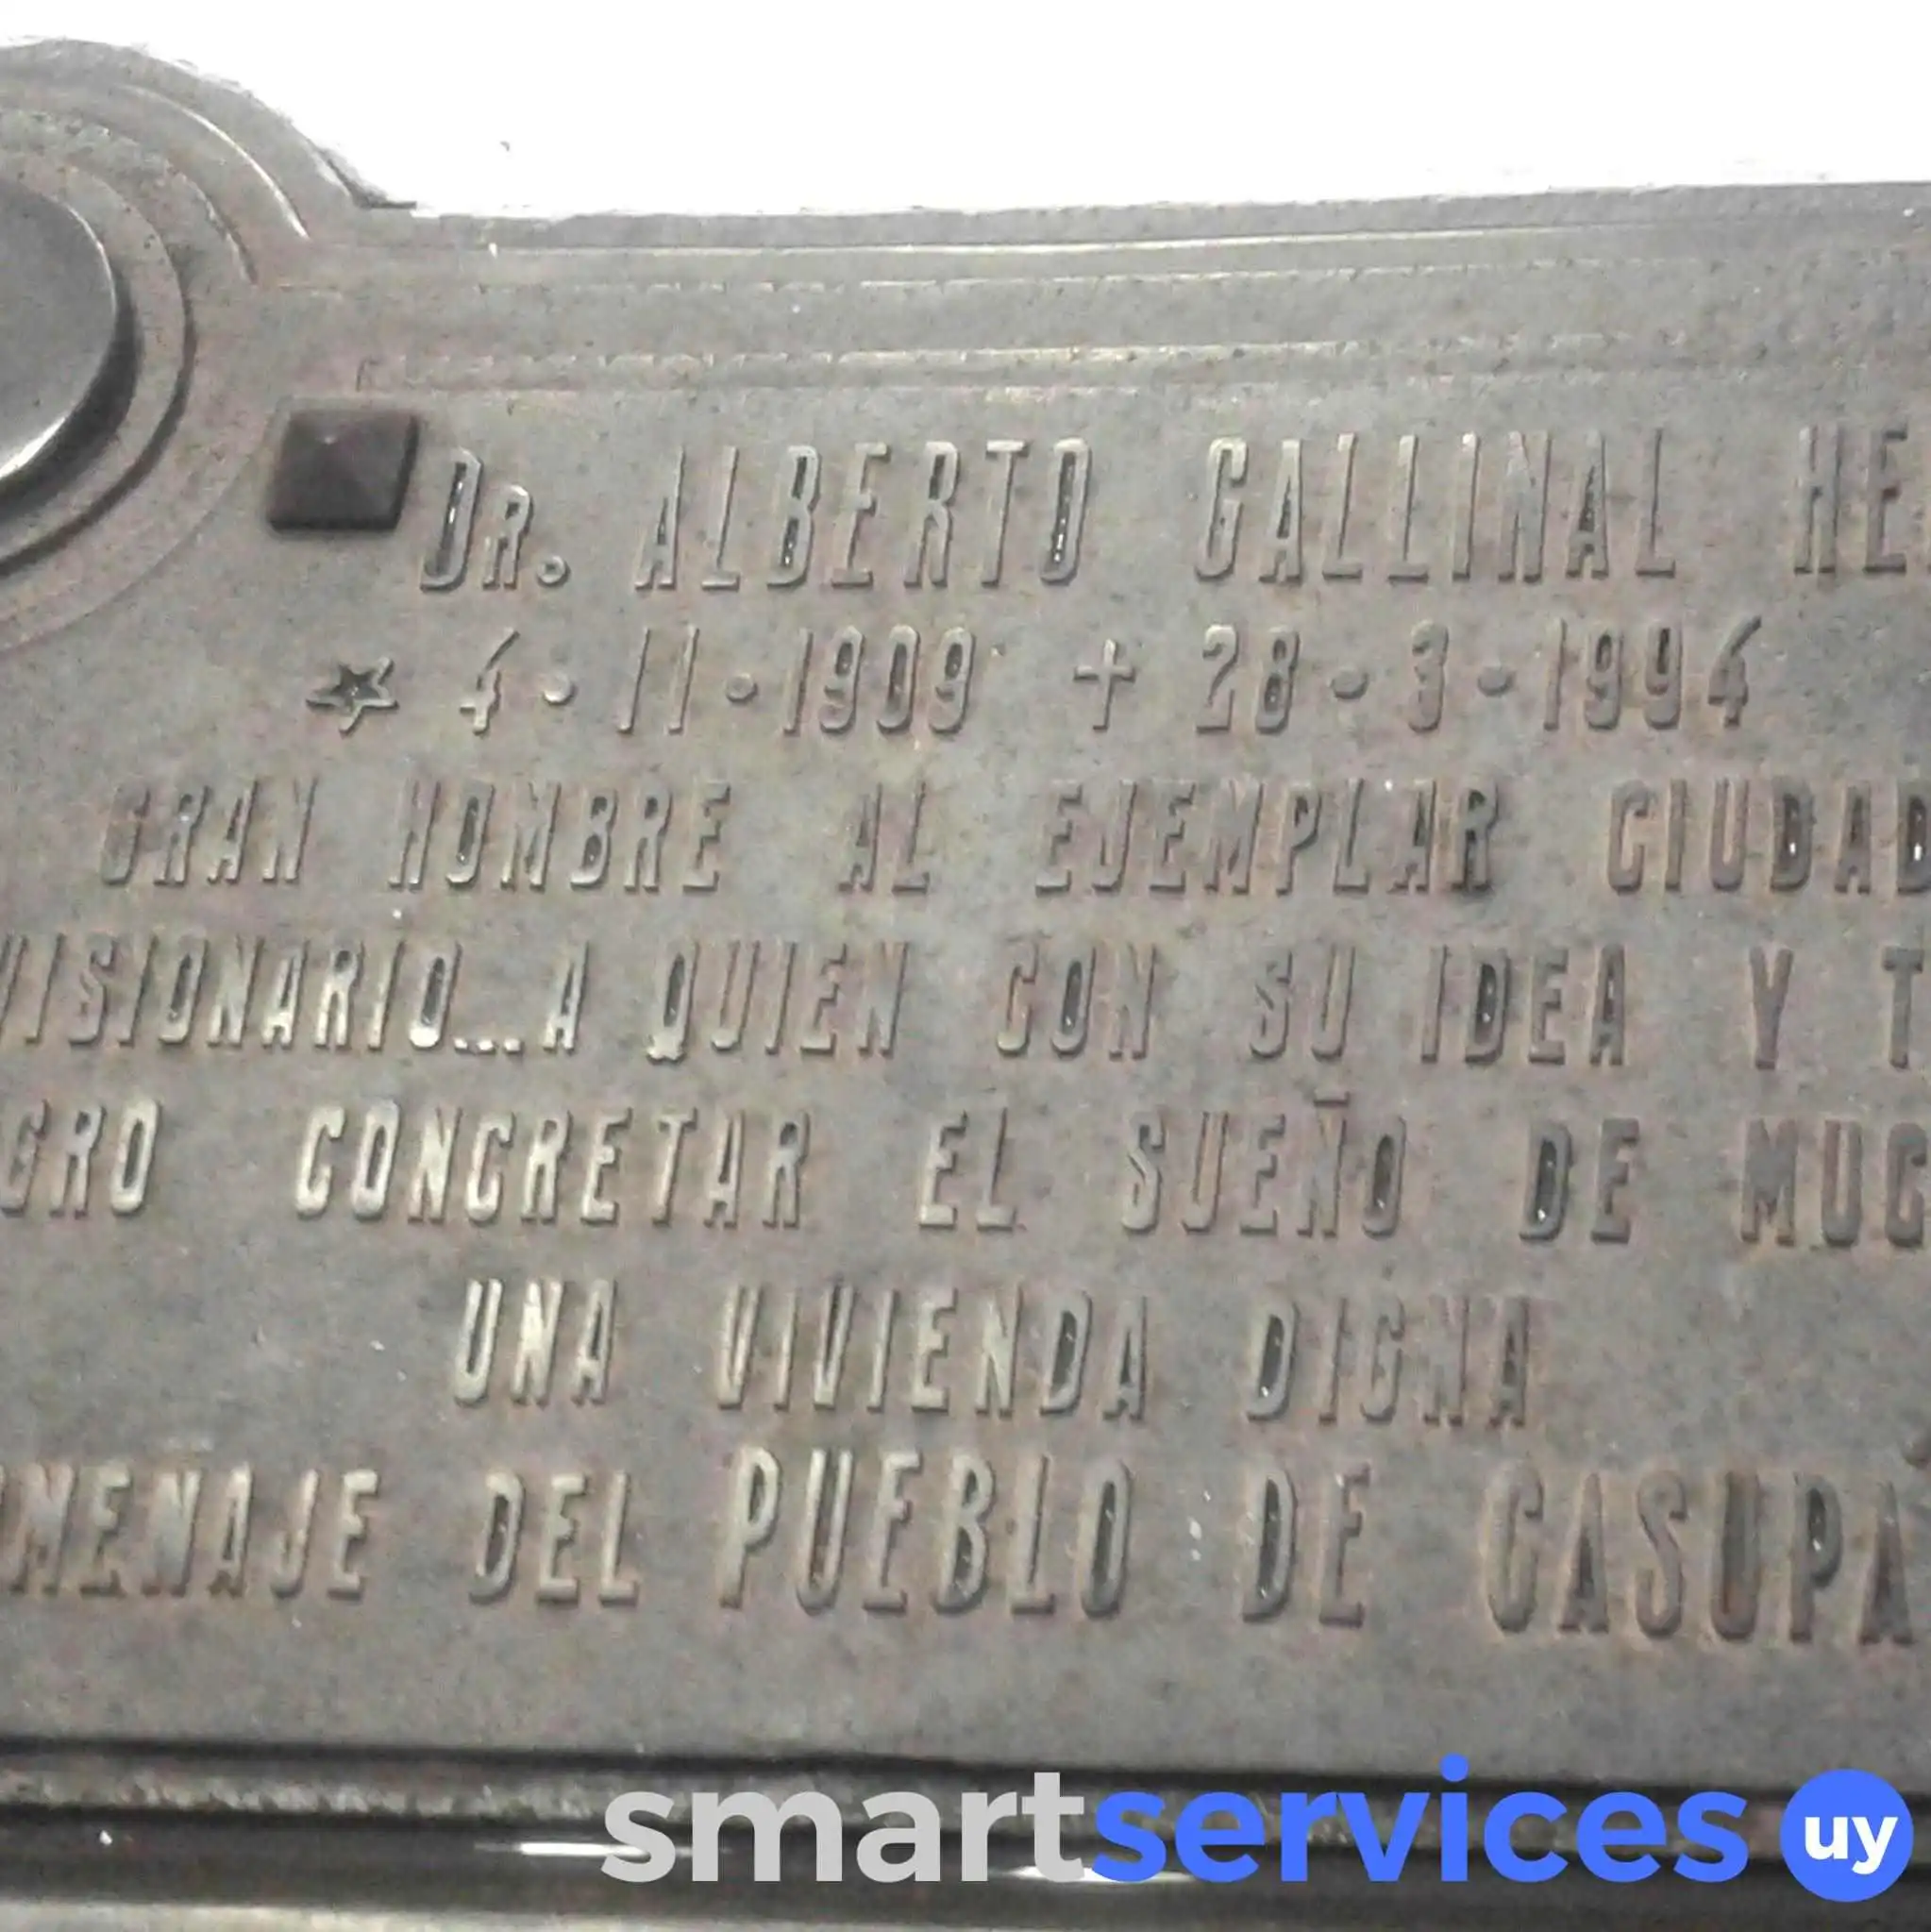 DR. ALBERTO GALLINAL HE
4·11·1909 + 28-3-1994
GRAN HOMBRE AL EJEMPLAR CIUDAD
VISIONARIO...A QUIEN CON SU IDEA Y T
GRO CONCRETAR EL SUEÑO DE MUC
UNA VIVIENDA DIGNA
MENAJE DEL PUEBLO DE CASUPÁ
smartservices uy